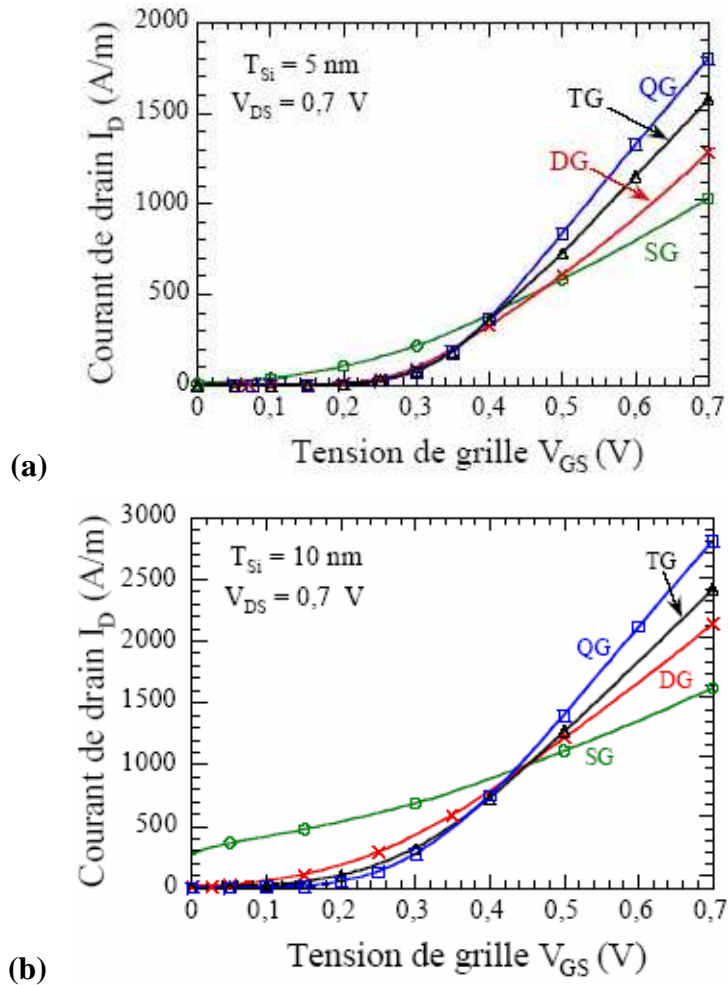 2000
1500
1000
500
0
Courant de drain I_D (A/m)
T_Si = 5 nm
V_DS = 0,7 V
QG
TG
DG
SG
0 0,1 0,2 0,3 0,4 0,5 0,6 0,7
Tension de grille V_GS (V)
(a)
3000
2500
2000
1500
1000
500
0
Courant de drain I_D (A/m)
T_Si = 10 nm
V_DS = 0,7 V
TG
QG
DG
SG
0 0,1 0,2 0,3 0,4 0,5 0,6 0,7
Tension de grille V_GS (V)
(b)